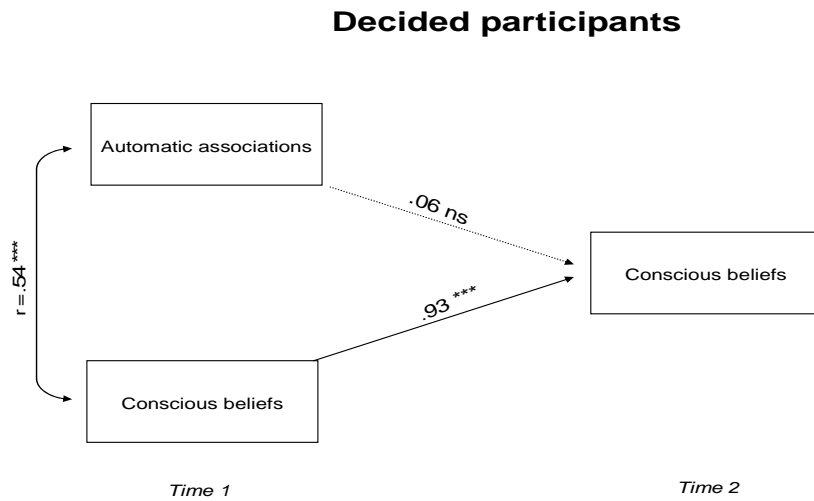 Decided participants
Automatic associations
.06 ns
r=.54***
Conscious beliefs
.93 ***
Conscious beliefs
Time 1
Time 2